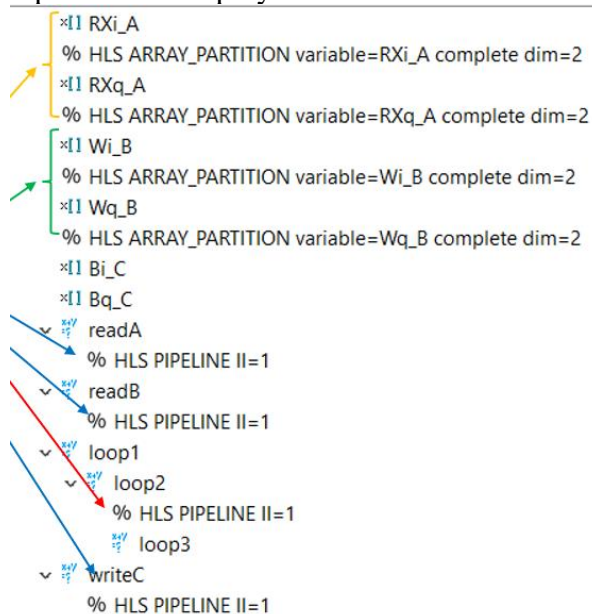 RXi_A
% HLS ARRAY_PARTITION variable=RXi_A complete dim=2
RXq_A
% HLS ARRAY_PARTITION variable=RXq_A complete dim=2
Wi_B
% HLS ARRAY_PARTITION variable=Wi_B complete dim=2
Wq_B
% HLS ARRAY_PARTITION variable=Wq_B complete dim=2
Bi_C
Bq_C
readA
% HLS PIPELINE II=1
readB
% HLS PIPELINE II=1
loop1
loop2
% HLS PIPELINE II=1
loop3
writeC
% HLS PIPELINE II=1